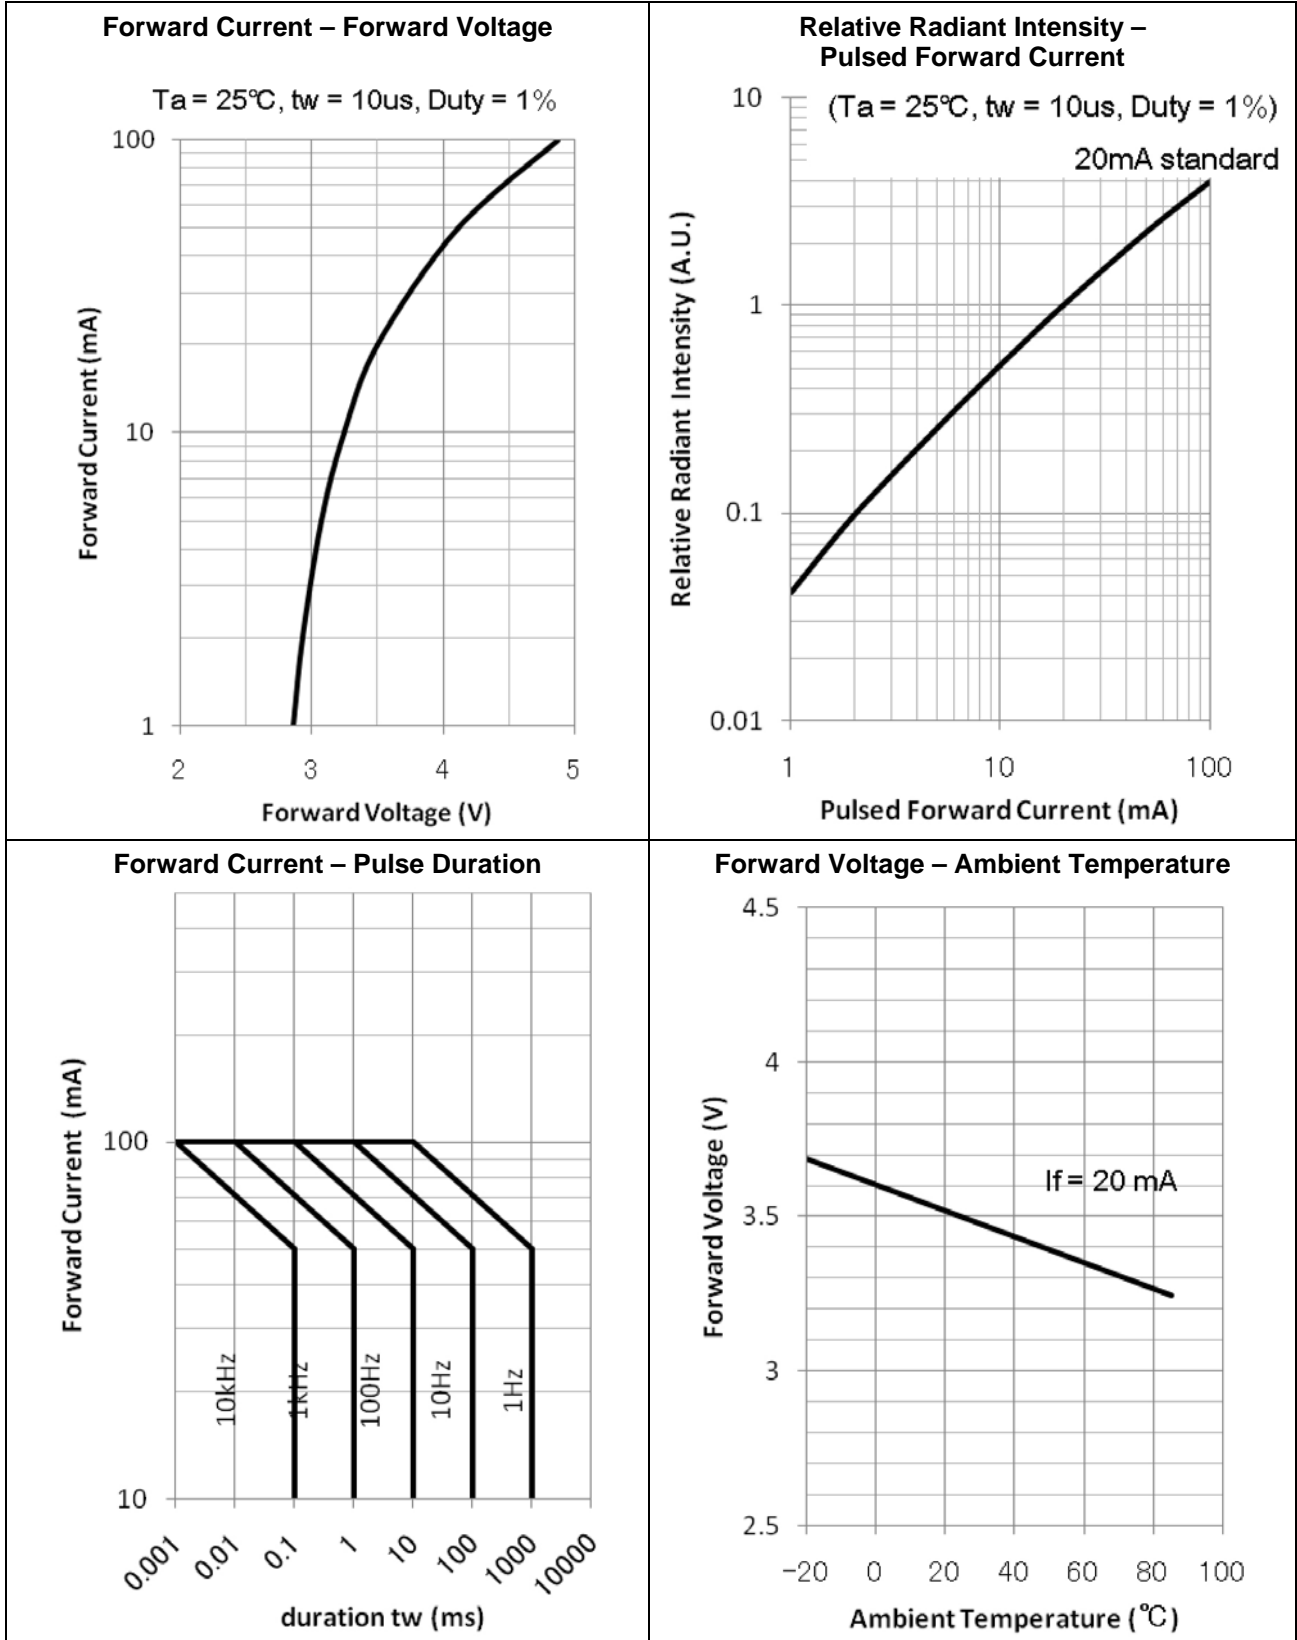 Forward Current – Forward Voltage
Ta = 25℃, tw = 10us, Duty = 1%
100
10
1
2 3 4 5
Forward Current (mA)
Forward Voltage (V)
Relative Radiant Intensity –
Pulsed Forward Current
(Ta = 25℃, tw = 10us, Duty = 1%)
20mA standard
10
1
0.1
0.01
1 10 100
Relative Radiant Intensity (A.U.)
Pulsed Forward Current (mA)
Forward Current – Pulse Duration
100
10
Forward Current (mA)
10kHz
1kHz
100Hz
10Hz
1Hz
0.001 0.01 0.1 1 10 100 1000 10000
duration tw (ms)
Forward Voltage – Ambient Temperature
4.5
4
3.5
3
2.5
If = 20 mA
Forward Voltage (V)
−20 0 20 40 60 80 100
Ambient Temperature (℃)